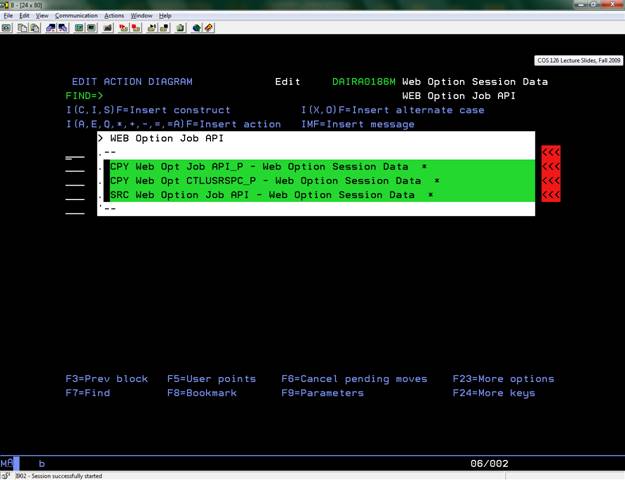 B - [24 x 80]
File Edit View Communication Actions Window Help
COS 126 Lecture Slides, Fall 2009
EDIT ACTION DIAGRAM Edit DAIRA0186M Web Option Session Data
FIND=> WEB Option Job API
I(C,I,S)F=Insert construct I(X,O)F=Insert alternate case
I(A,E,Q,*,+,-,=,=A)F=Insert action IMF=Insert message
> WEB Option Job API
.--
. CPY Web Opt Job API_P - Web Option Session Data * <<<
. CPY Web Opt CTLUSRSPC_P - Web Option Session Data * <<<
. SRC Web Option Job API - Web Option Session Data * <<<
'--
F3=Prev block F5=User points F6=Cancel pending moves F23=More options
F7=Find F8=Bookmark F9=Parameters F24=More keys
MA b 06/002
I902 - Session successfully started